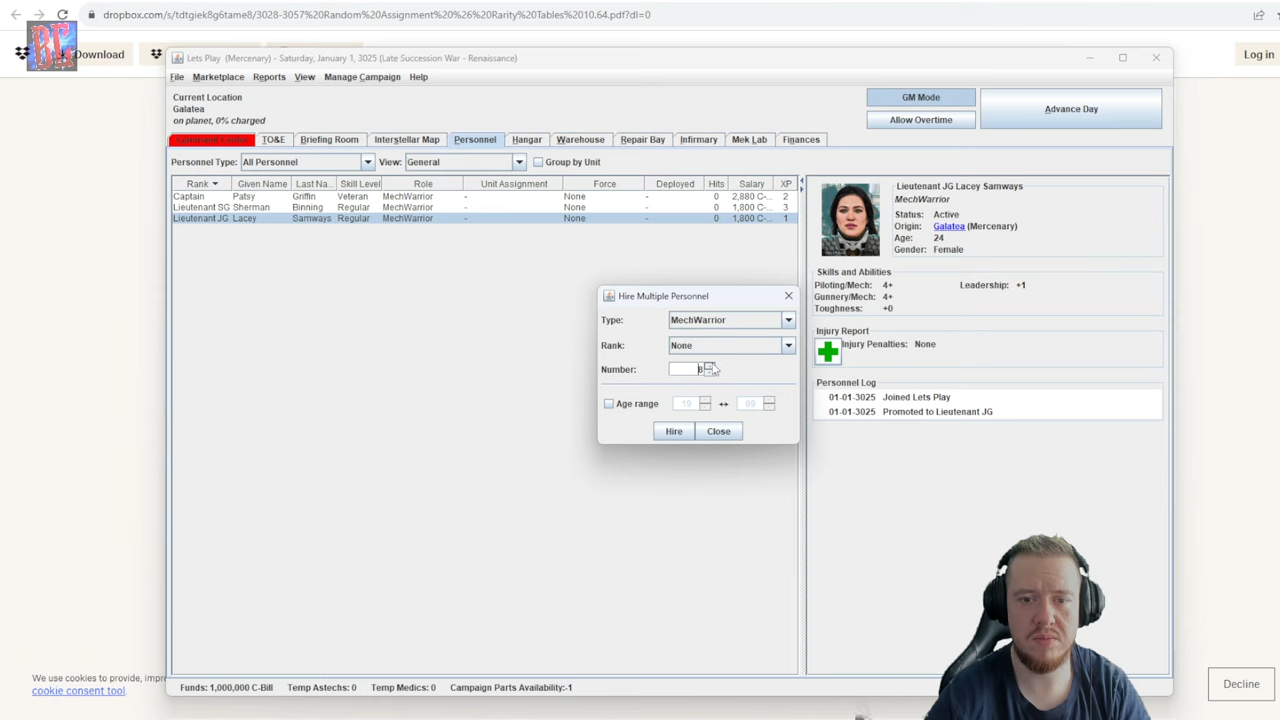 dropbox.com/s/tdtgiek8g6tame8/3028-3057%20Random%20Assignment%20%26%20Rarity%20Tables%2010.64.pdf?dl=0
BE
Download
Log in
Lets Play (Mercenary) - Saturday, January 1, 3025 (Late Succession War - Renaissance)
File Marketplace Reports View Manage Campaign Help
Current Location
Galatea
on planet, 0% charged
GM Mode
Allow Overtime
Advance Day
TO&E Briefing Room Interstellar Map Personnel Hangar Warehouse Repair Bay Infirmary Mek Lab Finances
Personnel Type: All Personnel View: General Group by Unit
Rank Given Name Last Na... Skill Level Role Unit Assignment Force Deployed Hits Salary XP
Captain Patsy Griffin Veteran MechWarrior - None - 0 2,880 C-... 2
Lieutenant SG Sherman Binning Regular MechWarrior - None - 0 1,800 C-... 3
Lieutenant JG Lacey Samways Regular MechWarrior - None - 0 1,800 C-... 1
Lieutenant JG Lacey Samways
MechWarrior
Status: Active
Origin: Galatea (Mercenary)
Age: 24
Gender: Female
Skills and Abilities
Piloting/Mech: 4+ Leadership: +1
Gunnery/Mech: 4+
Toughness: +0
Injury Report
Injury Penalties: None
Personnel Log
01-01-3025 Joined Lets Play
01-01-3025 Promoted to Lieutenant JG
Hire Multiple Personnel
Type: MechWarrior
Rank: None
Number: 8
Age range 19 ↔ 99
Hire Close
We use cookies to provide, impro
cookie consent tool.
Decline
Funds: 1,000,000 C-Bill Temp Astechs: 0 Temp Medics: 0 Campaign Parts Availability:-1